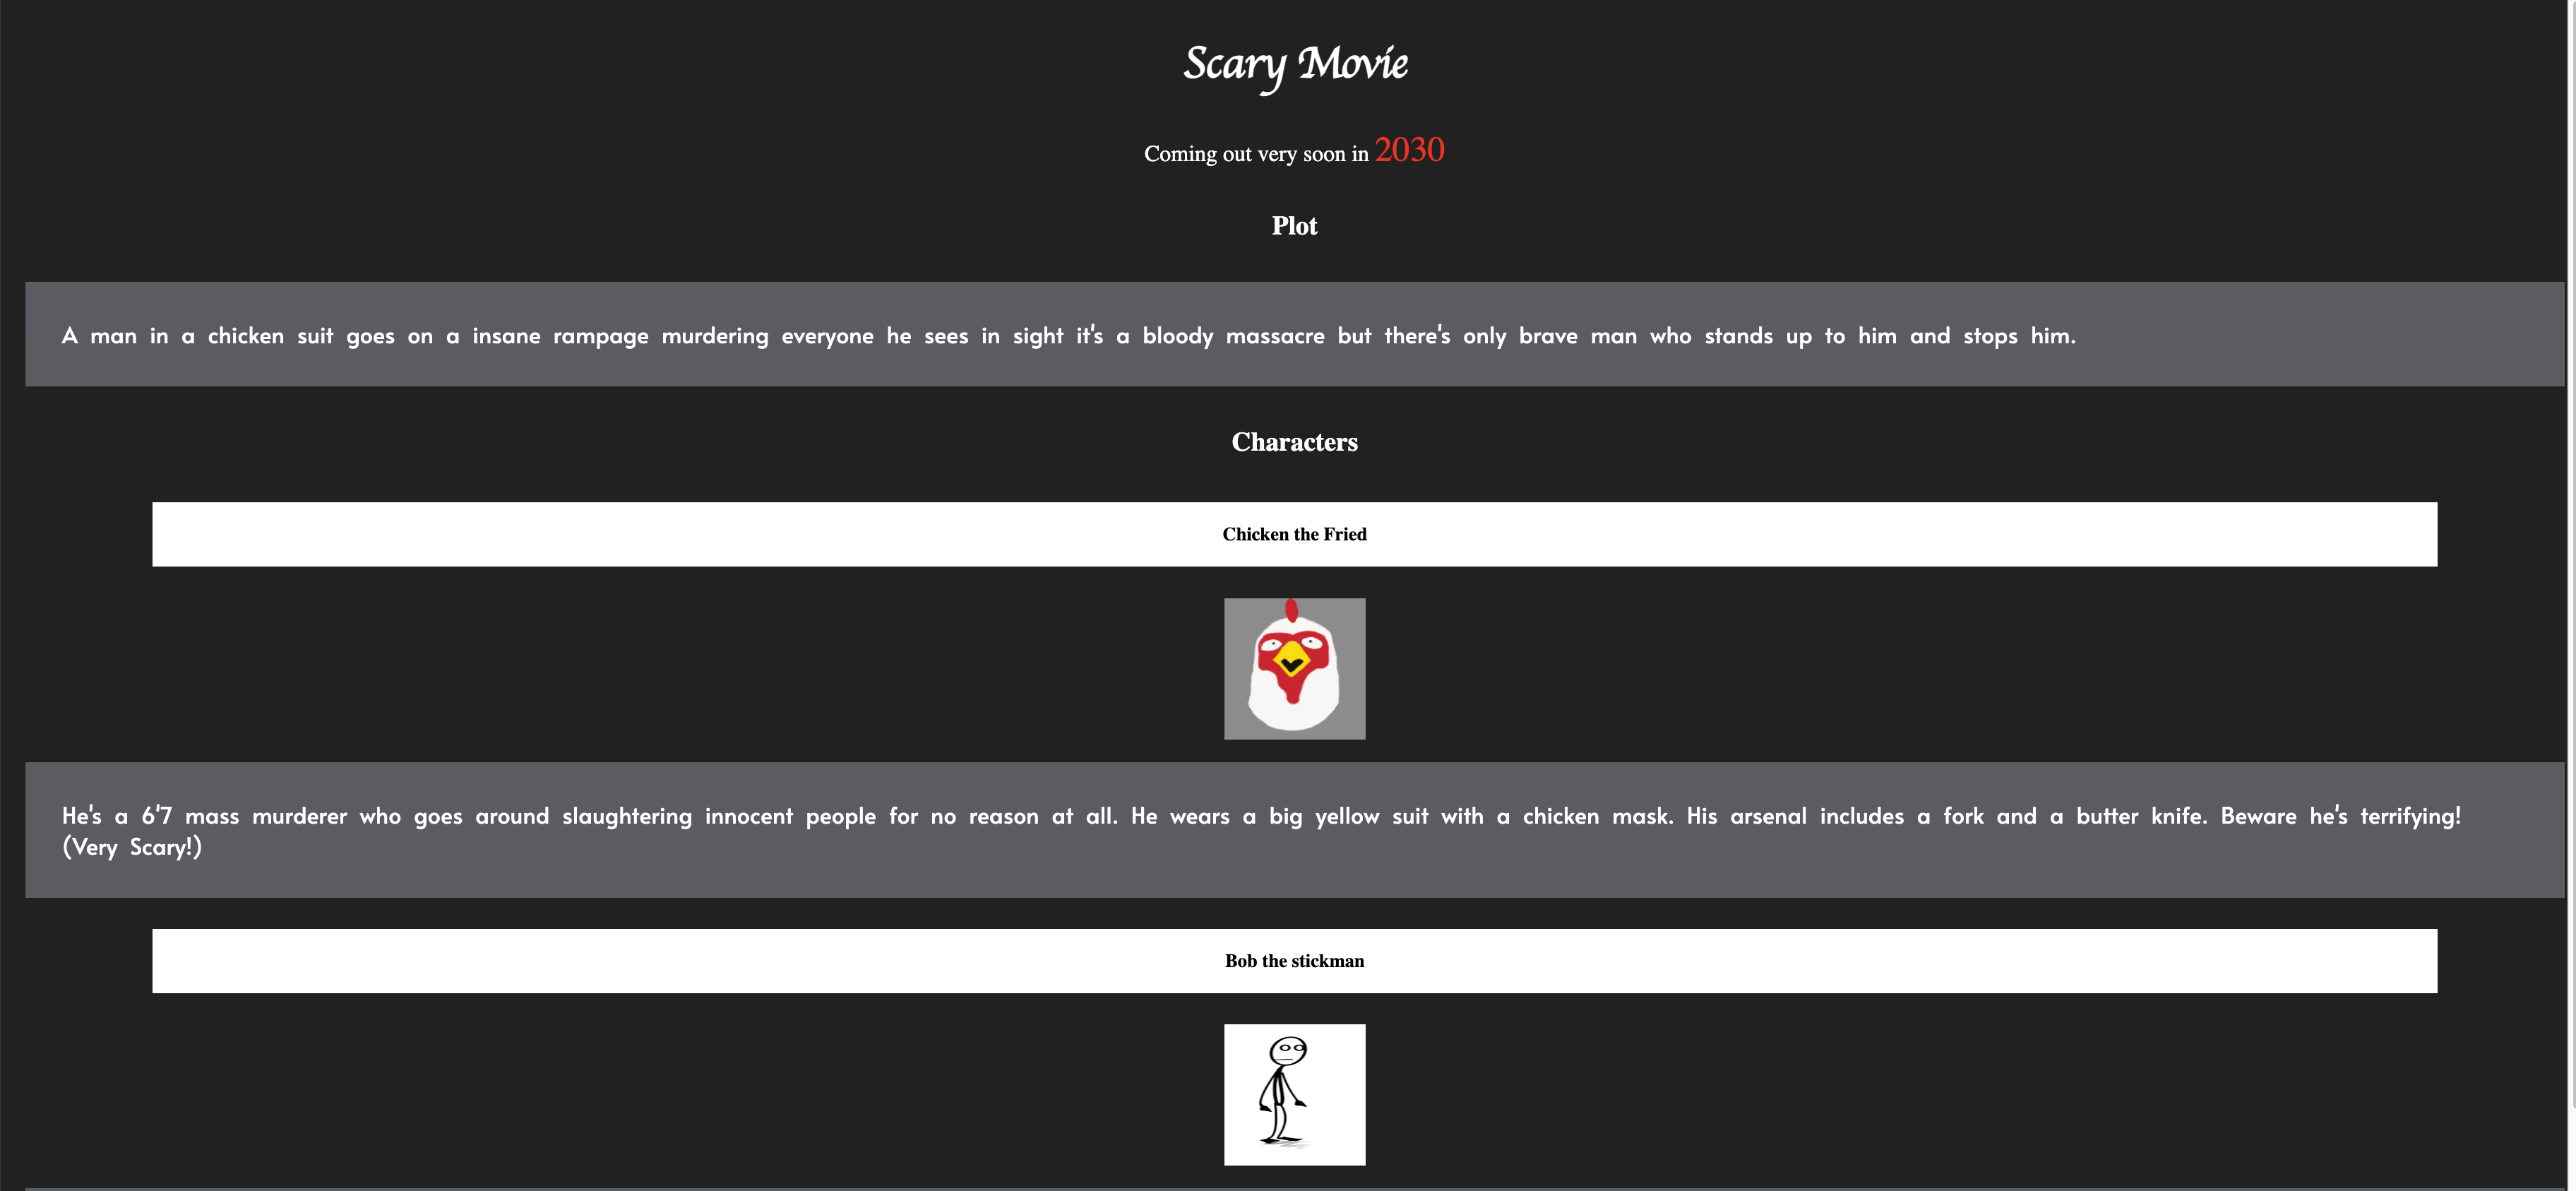 Scary Movie
Coming out very soon in 2030
Plot
A man in a chicken suit goes on a insane rampage murdering everyone he sees in sight it's a bloody massacre but there's only brave man who stands up to him and stops him.
Characters
Chicken the Fried
He's a 6'7 mass murderer who goes around slaughtering innocent people for no reason at all. He wears a big yellow suit with a chicken mask. His arsenal includes a fork and a butter knife. Beware he's terrifying!
(Very Scary!)
Bob the stickman